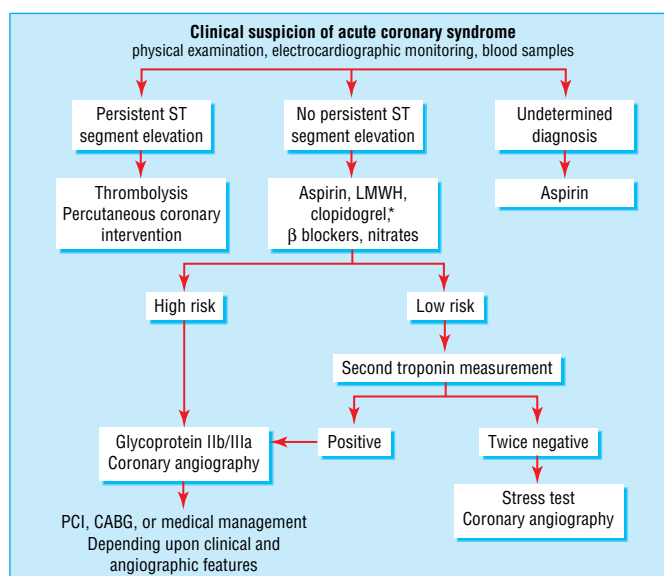 Clinical suspicion of acute coronary syndrome
physical examination, electrocardiographic monitoring, blood samples
Persistent ST
segment elevation
No persistent ST
segment elevation
Undetermined
diagnosis
Thrombolysis
Percutaneous coronary
intervention
Aspirin, LMWH,
clopidogrel,*
β blockers, nitrates
Aspirin
High risk
Low risk
Second troponin measurement
Glycoprotein IIb/IIIa
Coronary angiography
Positive
Twice negative
Stress test
Coronary angiography
PCI, CABG, or medical management
Depending upon clinical and
angiographic features